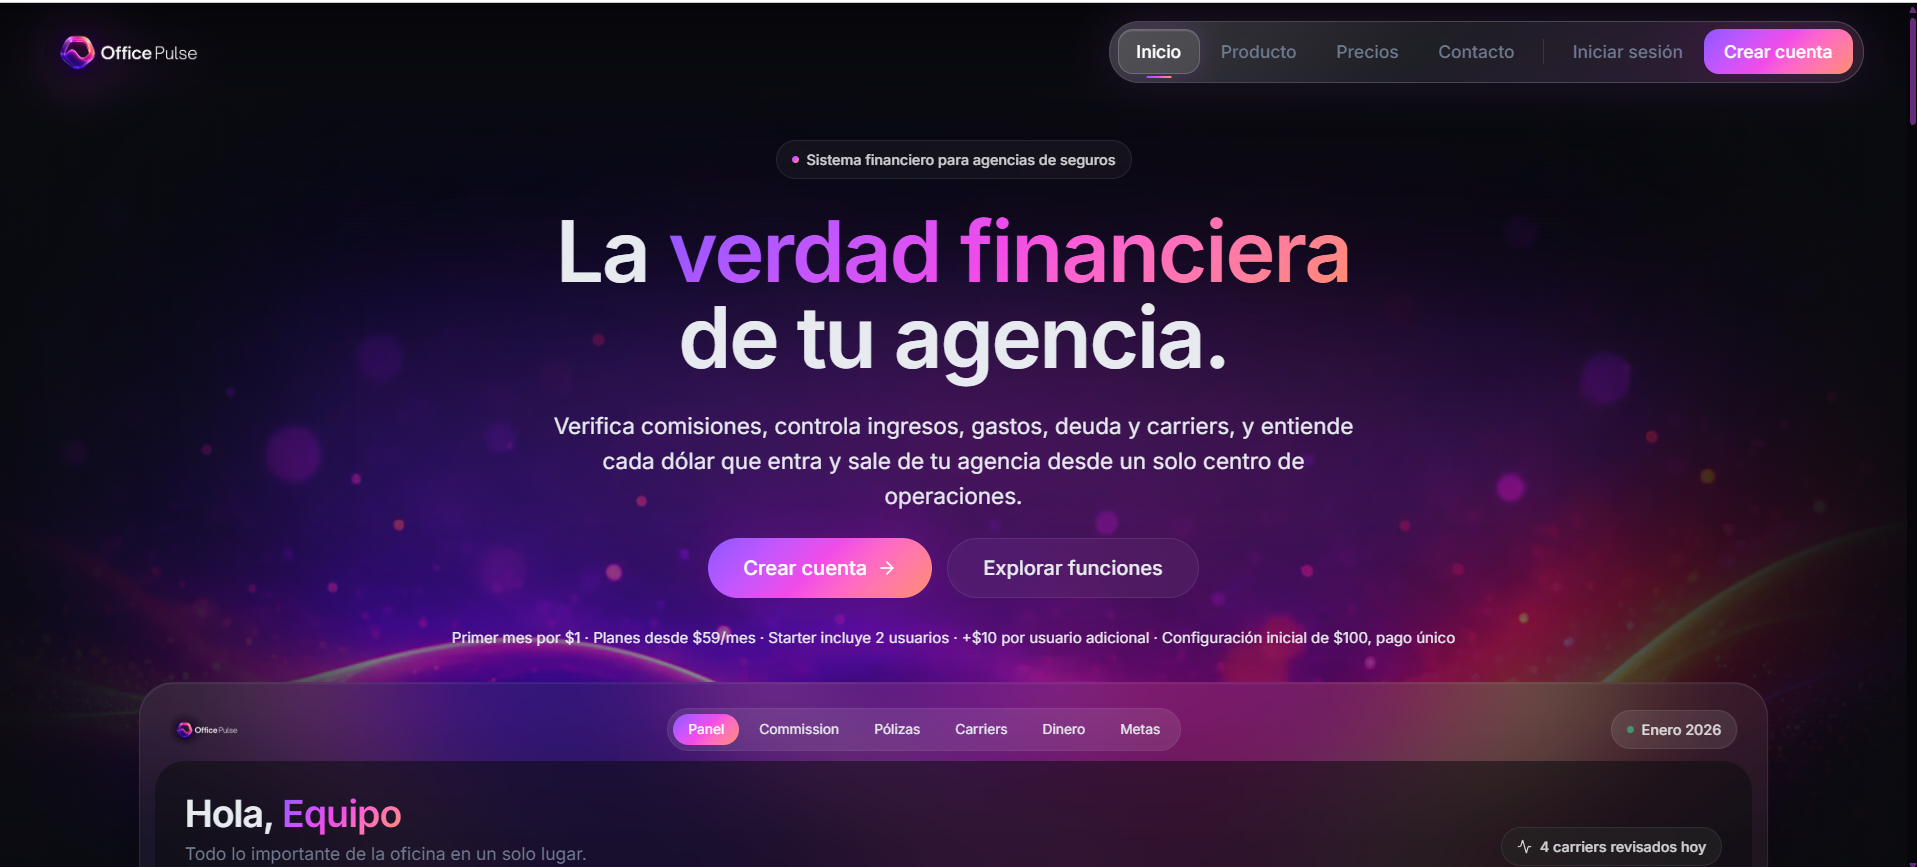 Office Pulse
Inicio Producto Precios Contacto Iniciar sesión Crear cuenta
Sistema financiero para agencias de seguros
La verdad financiera
de tu agencia.
Verifica comisiones, controla ingresos, gastos, deuda y carriers, y entiende
cada dólar que entra y sale de tu agencia desde un solo centro de
operaciones.
Crear cuenta → Explorar funciones
Primer mes por $1 · Planes desde $59/mes · Starter incluye 2 usuarios · +$10 por usuario adicional · Configuración inicial de $100, pago único
Office Pulse Panel Commission Pólizas Carriers Dinero Metas Enero 2026
Hola, Equipo
Todo lo importante de la oficina en un solo lugar.
4 carriers revisados hoy